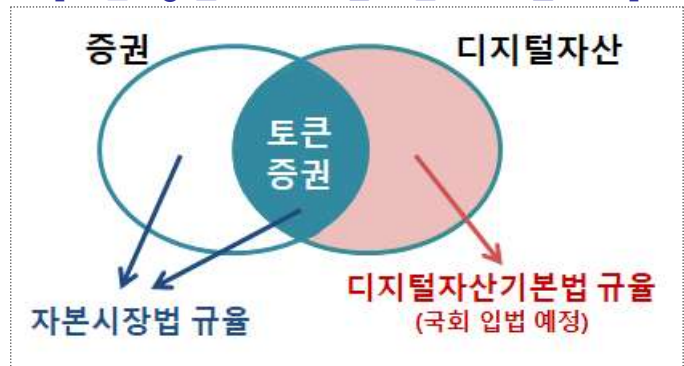 증권
디지털자산
토큰
증권
디지털자산기본법 규율
(국회 입법 예정)
자본시장법 규율